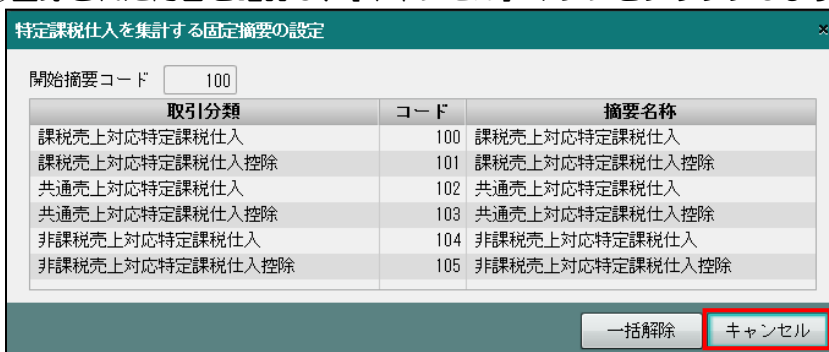 特定課税仕入を集計する固定摘要の設定 ×
開始摘要コード 100
取引分類 コード 摘要名称
課税売上対応特定課税仕入 100 課税売上対応特定課税仕入
課税売上対応特定課税仕入控除 101 課税売上対応特定課税仕入控除
共通売上対応特定課税仕入 102 共通売上対応特定課税仕入
共通売上対応特定課税仕入控除 103 共通売上対応特定課税仕入控除
非課税売上対応特定課税仕入 104 非課税売上対応特定課税仕入
非課税売上対応特定課税仕入控除 105 非課税売上対応特定課税仕入控除
一括解除 キャンセル